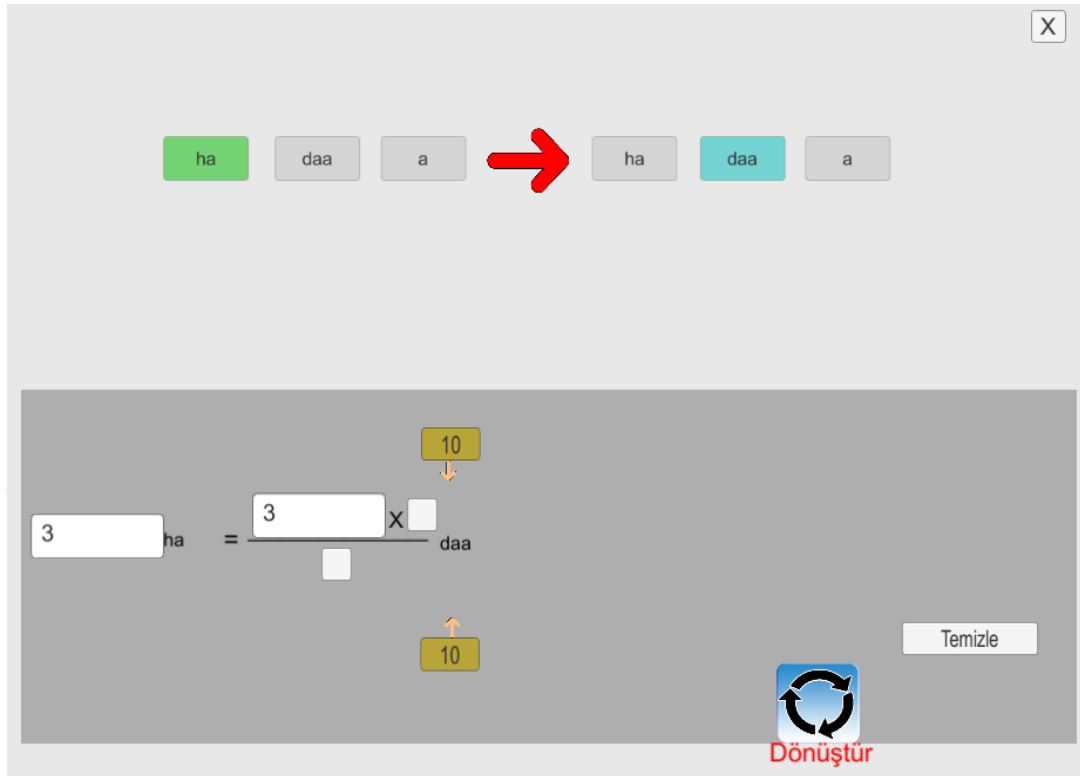 X
ha daa a ha daa a
10
3 ha = 3 X daa
10
Temizle
Dönüştür